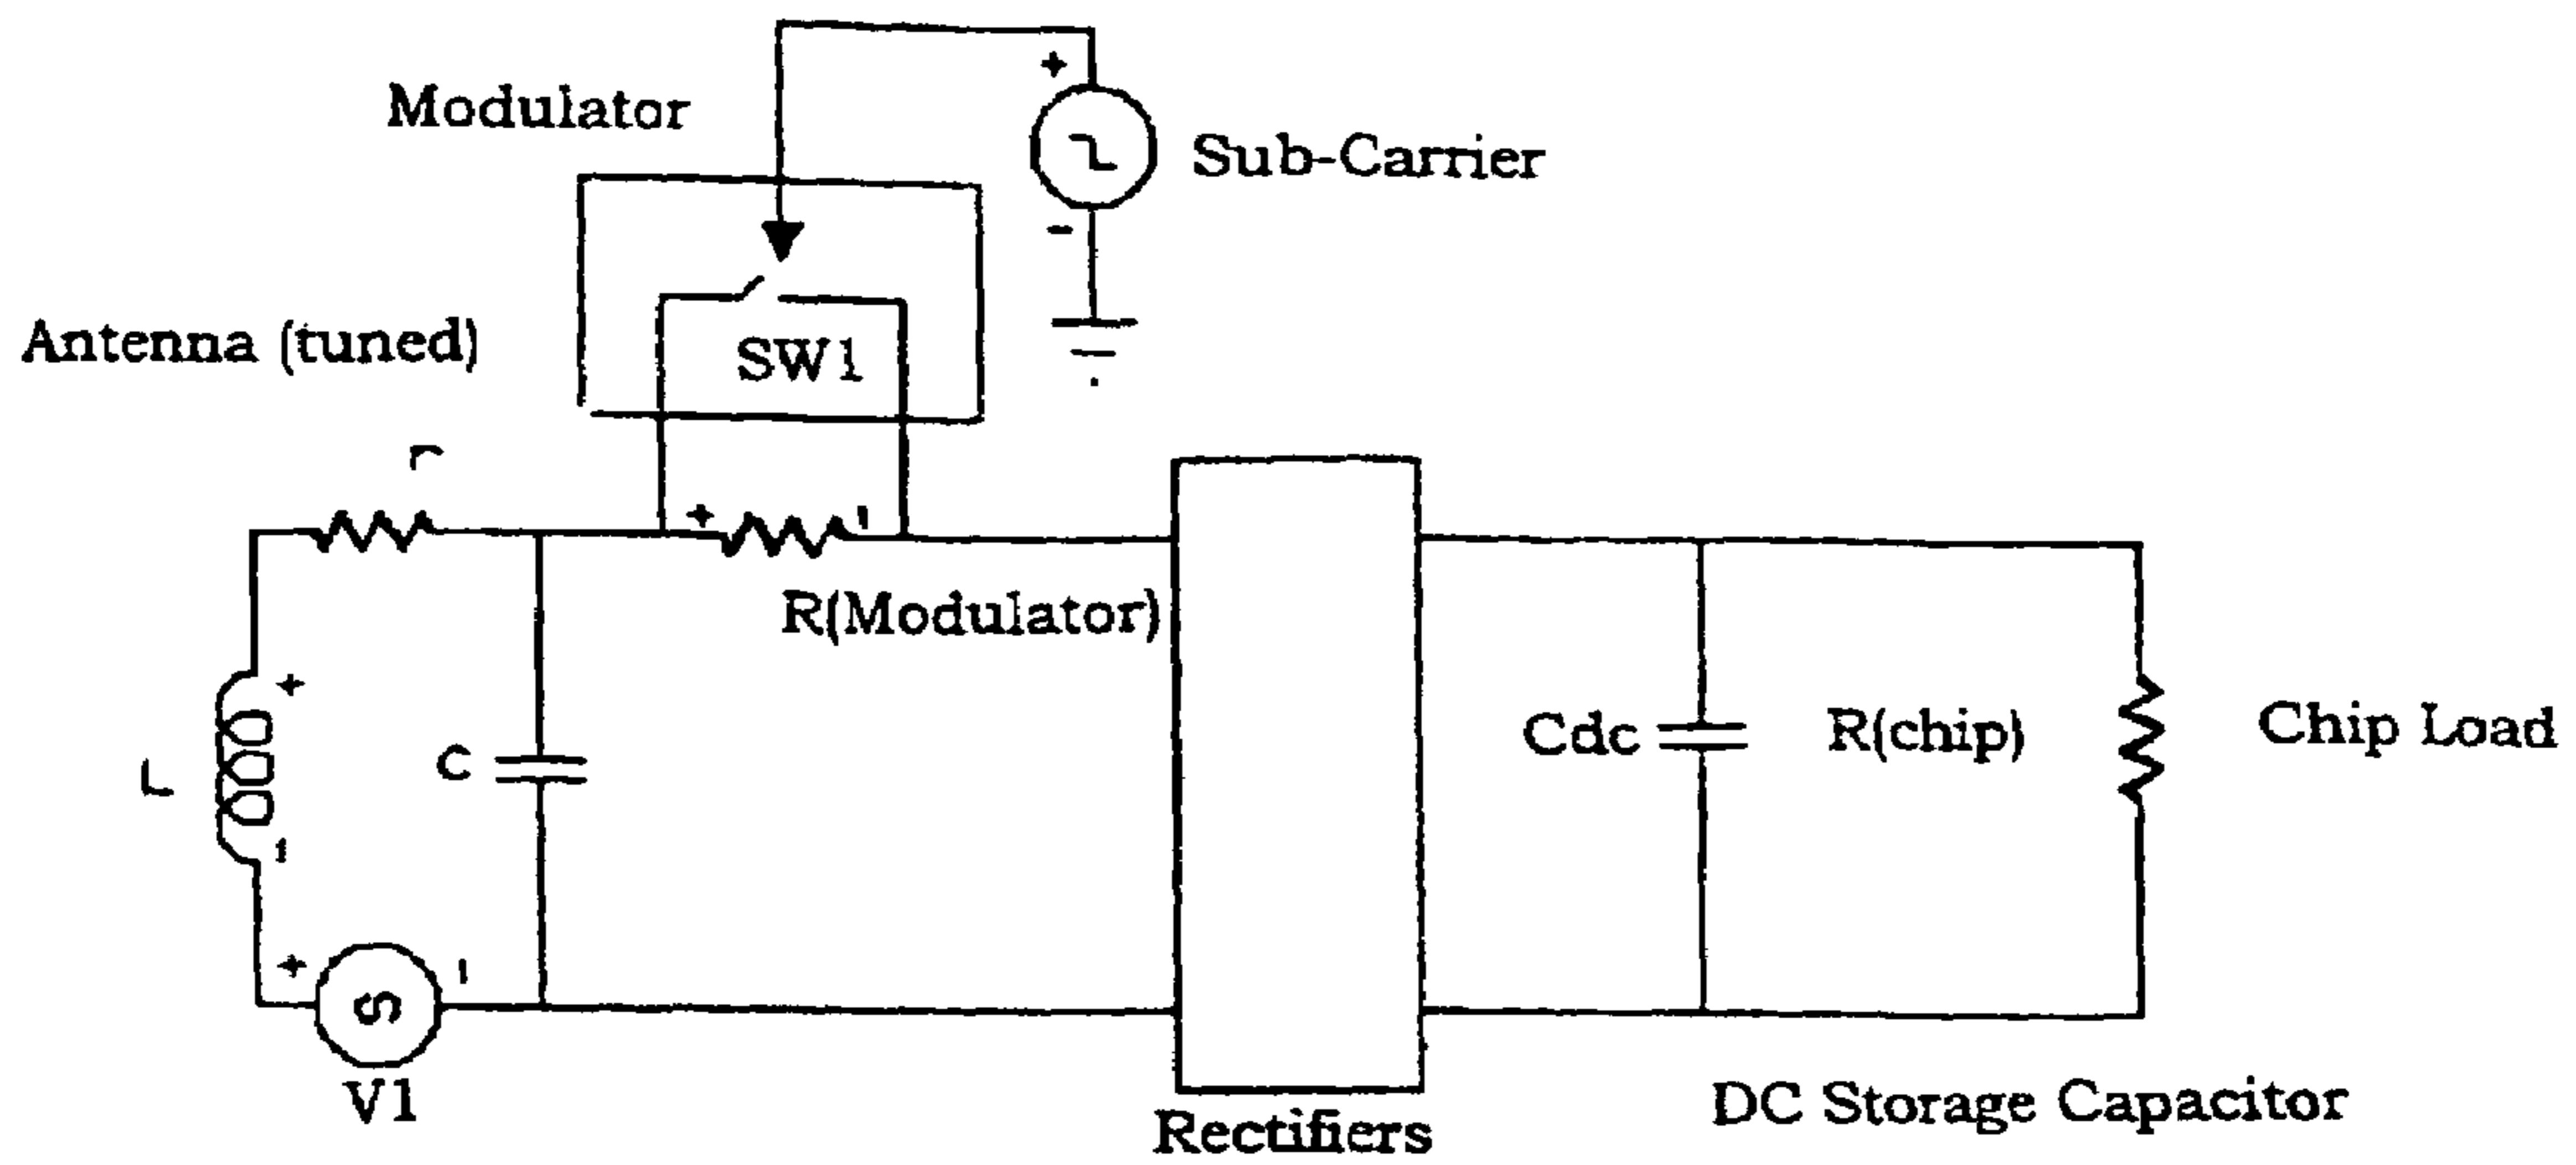 +
Modulator
Sub-Carrier
-
Antenna (tuned)
SW1
r
+ -
R(Modulator)
+
L
C
Cdc
R(chip)
Chip Load
-
+ -
S
V1
Rectifiers
DC Storage Capacitor